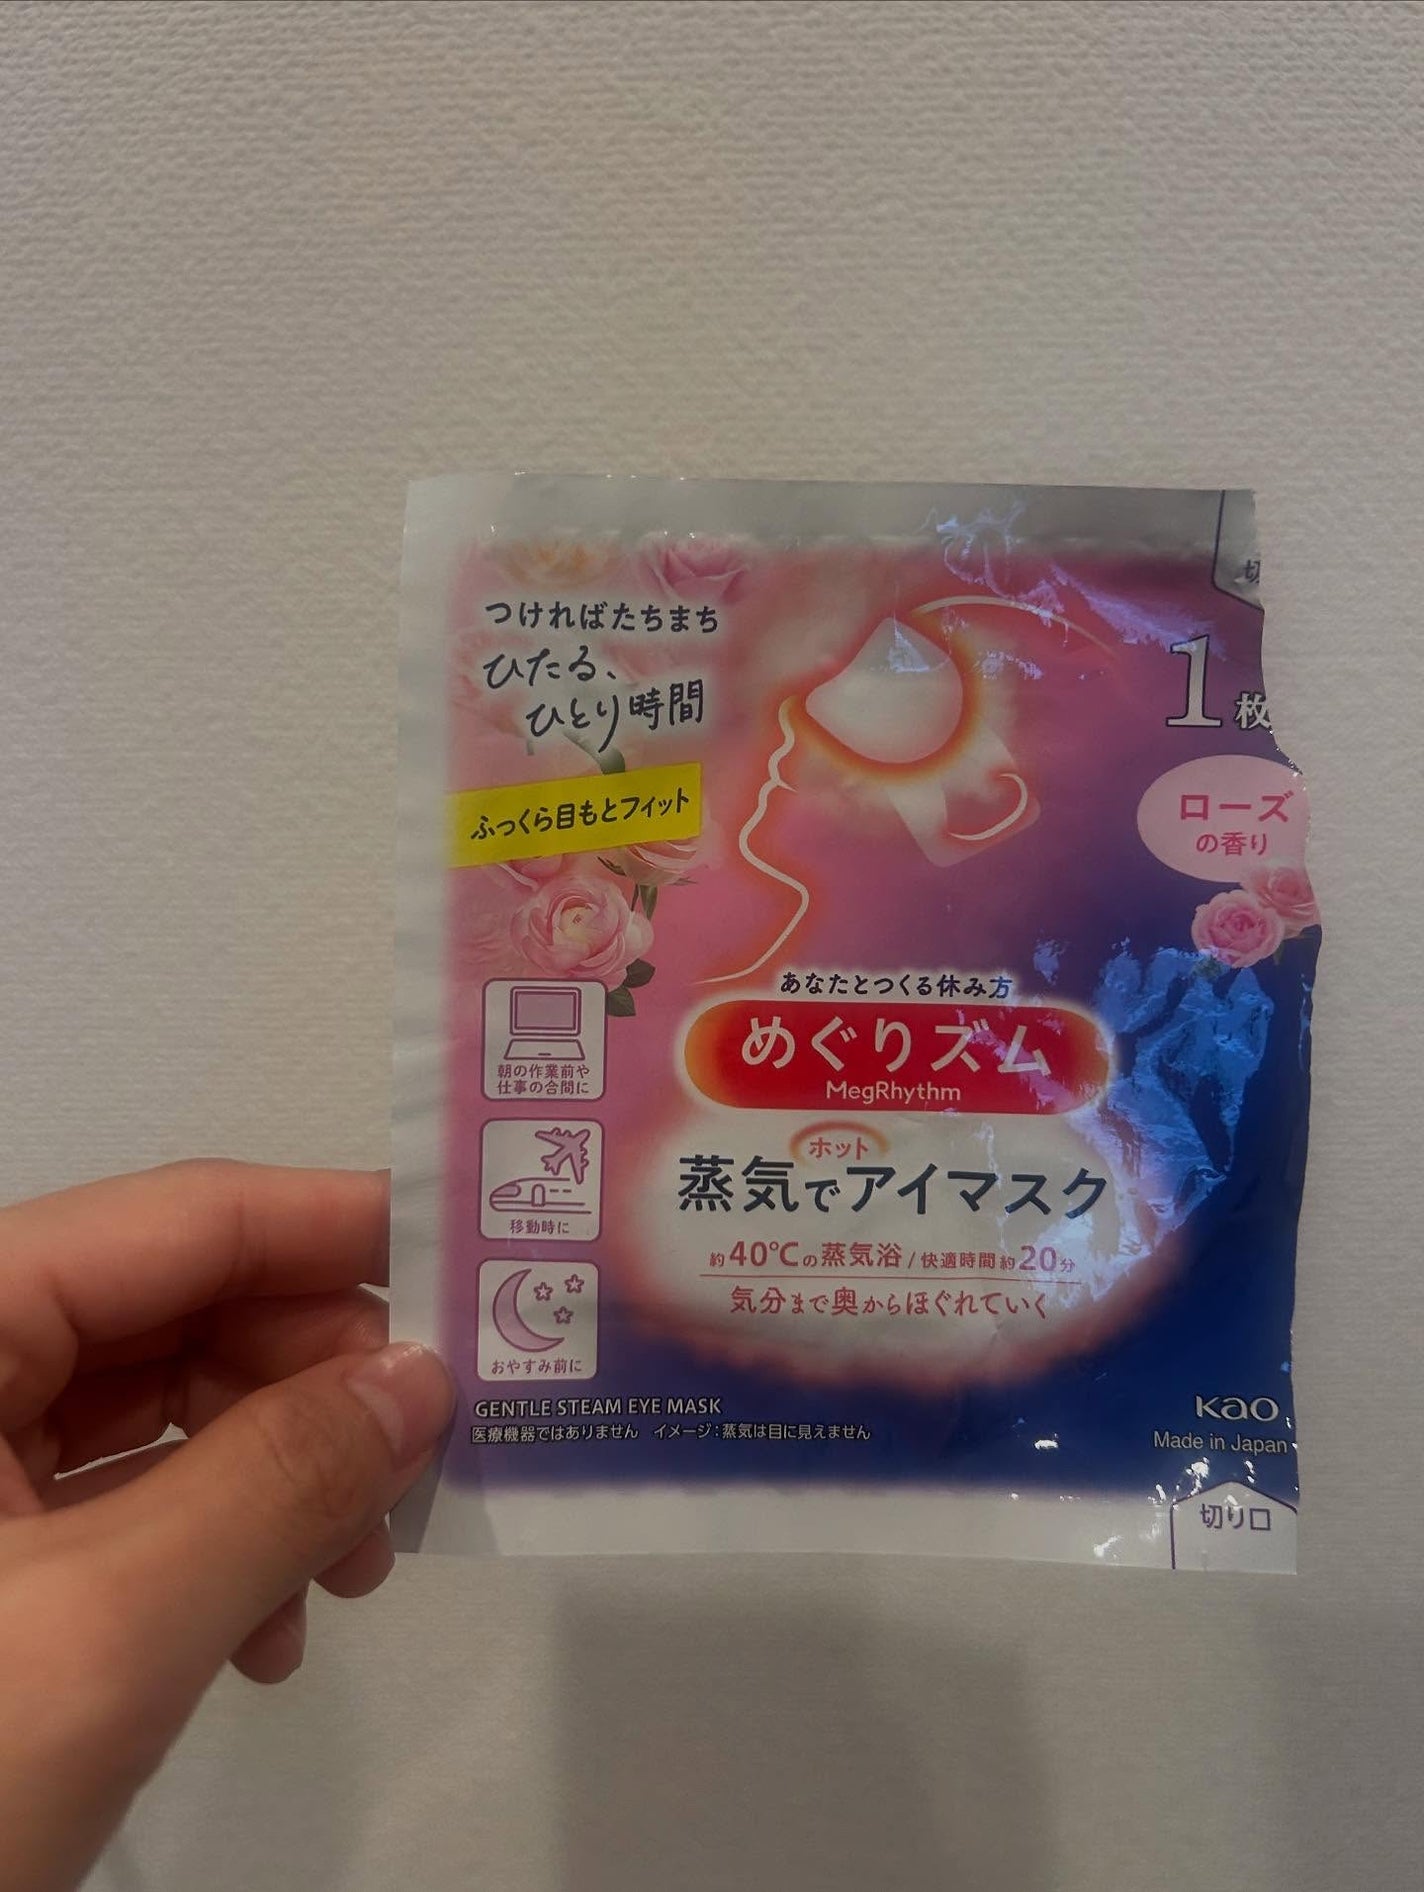 つければたちまち
ひたる、
ひとり時間
ふっくら目もとフィット
1枚
ローズ
の香り
あなたとつくる休み方
めぐりズム
MegRhythm
ホット
蒸気でアイマスク
約40℃の蒸気浴/快適時間約20分
気分まで奥からほぐれていく
朝の作業前や
仕事の合間に
移動時に
おやすみ前に
GENTLE STEAM EYE MASK
医療機器ではありません イメージ:蒸気は目に見えません
Kao
Made in Japan
切り口